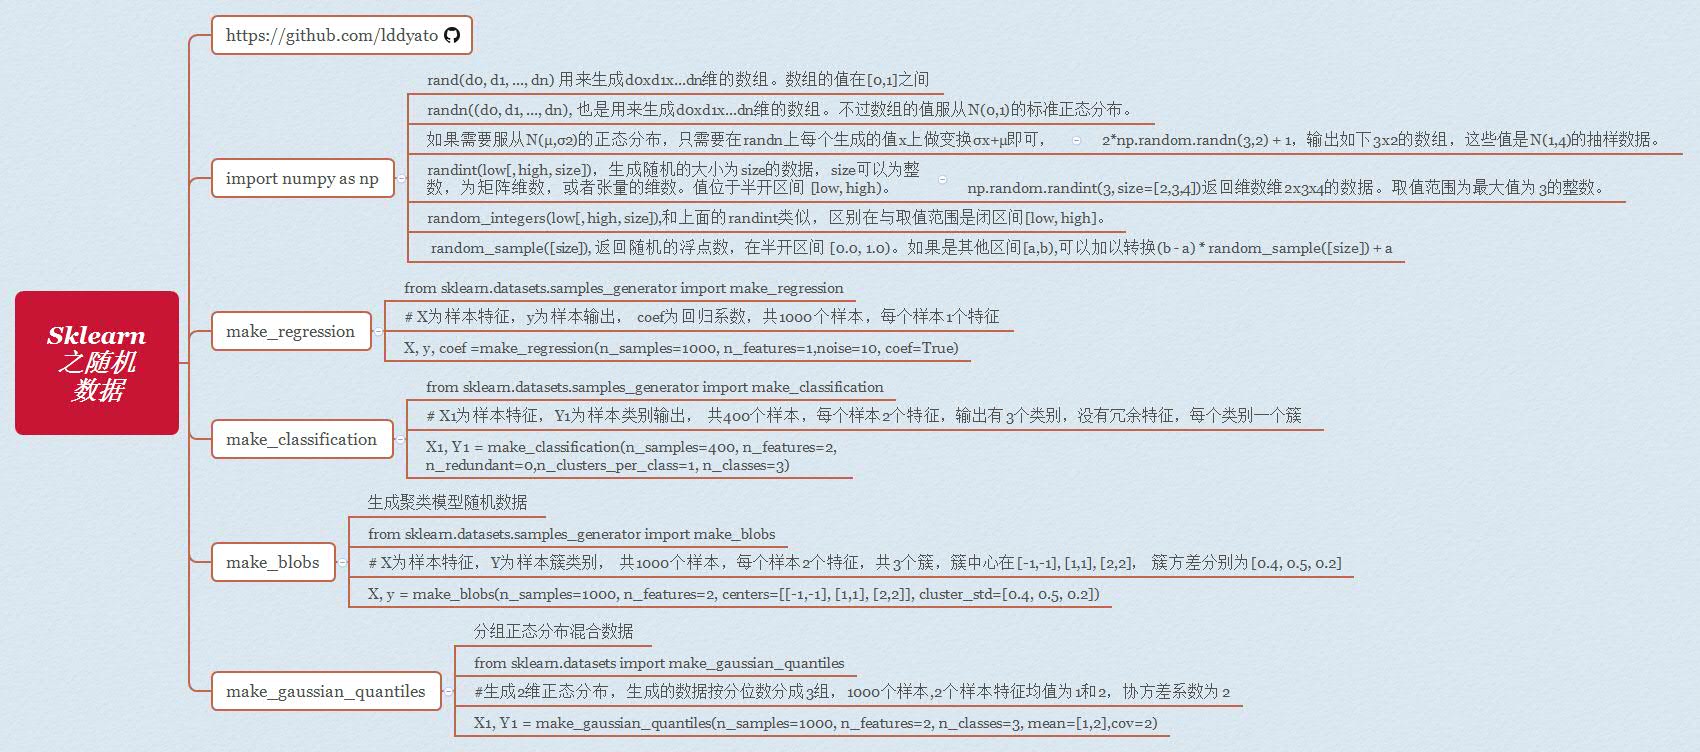 https://github.com/lddyato
rand(d0, d1, ..., dn) 用来生成d0xd1x...dn维的数组。数组的值在[0,1]之间
randn((d0, d1, ..., dn), 也是用来生成d0xd1x...dn维的数组。不过数组的值服从N(0,1)的标准正态分布。
如果需要服从N(μ,σ2)的正态分布，只需要在randn上每个生成的值x上做变换σx+μ即可，
2*np.random.randn(3,2) + 1，输出如下3x2的数组，这些值是N(1,4)的抽样数据。
import numpy as np
randint(low[, high, size])，生成随机的大小为size的数据，size可以为整
数，为矩阵维数，或者张量的维数。值位于半开区间 [low, high)。
np.random.randint(3, size=[2,3,4])返回维数维2x3x4的数据。取值范围为最大值为3的整数。
random_integers(low[, high, size]),和上面的randint类似，区别在与取值范围是闭区间[low, high]。
random_sample([size]), 返回随机的浮点数，在半开区间 [0.0, 1.0)。如果是其他区间[a,b),可以加以转换(b - a) * random_sample([size]) + a
Sklearn
之随机
数据
make_regression
from sklearn.datasets.samples_generator import make_regression
# X为样本特征，y为样本输出， coef为回归系数，共1000个样本，每个样本1个特征
X, y, coef =make_regression(n_samples=1000, n_features=1,noise=10, coef=True)
make_classification
from sklearn.datasets.samples_generator import make_classification
# X1为样本特征，Y1为样本类别输出， 共400个样本，每个样本2个特征，输出有3个类别，没有冗余特征，每个类别一个簇
X1, Y1 = make_classification(n_samples=400, n_features=2,
n_redundant=0,n_clusters_per_class=1, n_classes=3)
make_blobs
生成聚类模型随机数据
from sklearn.datasets.samples_generator import make_blobs
# X为样本特征，Y为样本簇类别， 共1000个样本，每个样本2个特征，共3个簇，簇中心在[-1,-1], [1,1], [2,2]， 簇方差分别为[0.4, 0.5, 0.2]
X, y = make_blobs(n_samples=1000, n_features=2, centers=[[-1,-1], [1,1], [2,2]], cluster_std=[0.4, 0.5, 0.2])
make_gaussian_quantiles
分组正态分布混合数据
from sklearn.datasets import make_gaussian_quantiles
#生成2维正态分布，生成的数据按分位数分成3组，1000个样本,2个样本特征均值为1和2，协方差系数为2
X1, Y1 = make_gaussian_quantiles(n_samples=1000, n_features=2, n_classes=3, mean=[1,2],cov=2)